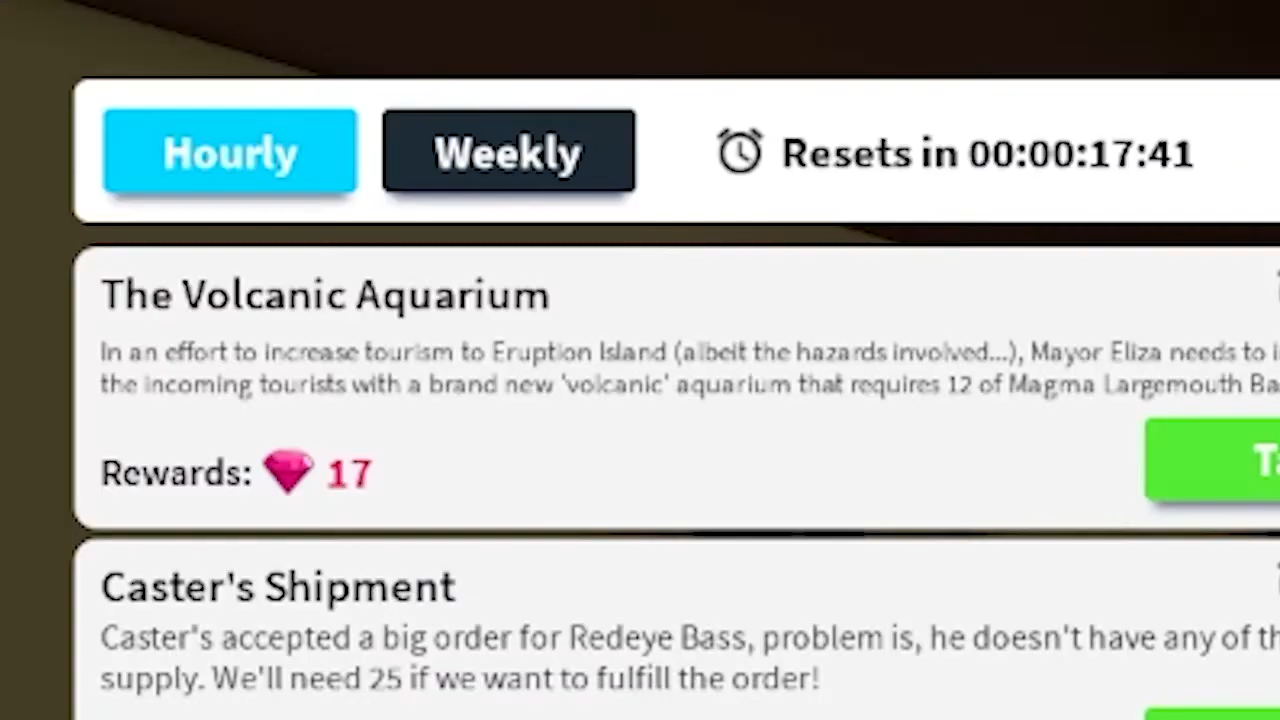 Hourly Weekly Resets in 00:00:17:41
The Volcanic Aquarium
In an effort to increase tourism to Eruption Island (albeit the hazards involved...), Mayor Eliza needs to
the incoming tourists with a brand new 'volcanic' aquarium that requires 12 of Magma Largemouth
Rewards: 17
Caster's Shipment
Caster's accepted a big order for Redeye Bass, problem is, he doesn't have any of
supply. We'll need 25 if we want to fulfill the order!